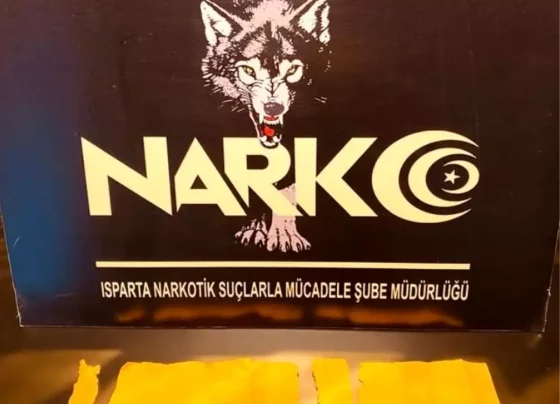 NARKO
ISPARTA NARKOTİK SUÇLARLA MÜCADELE ŞUBE MÜDÜRLÜĞÜ